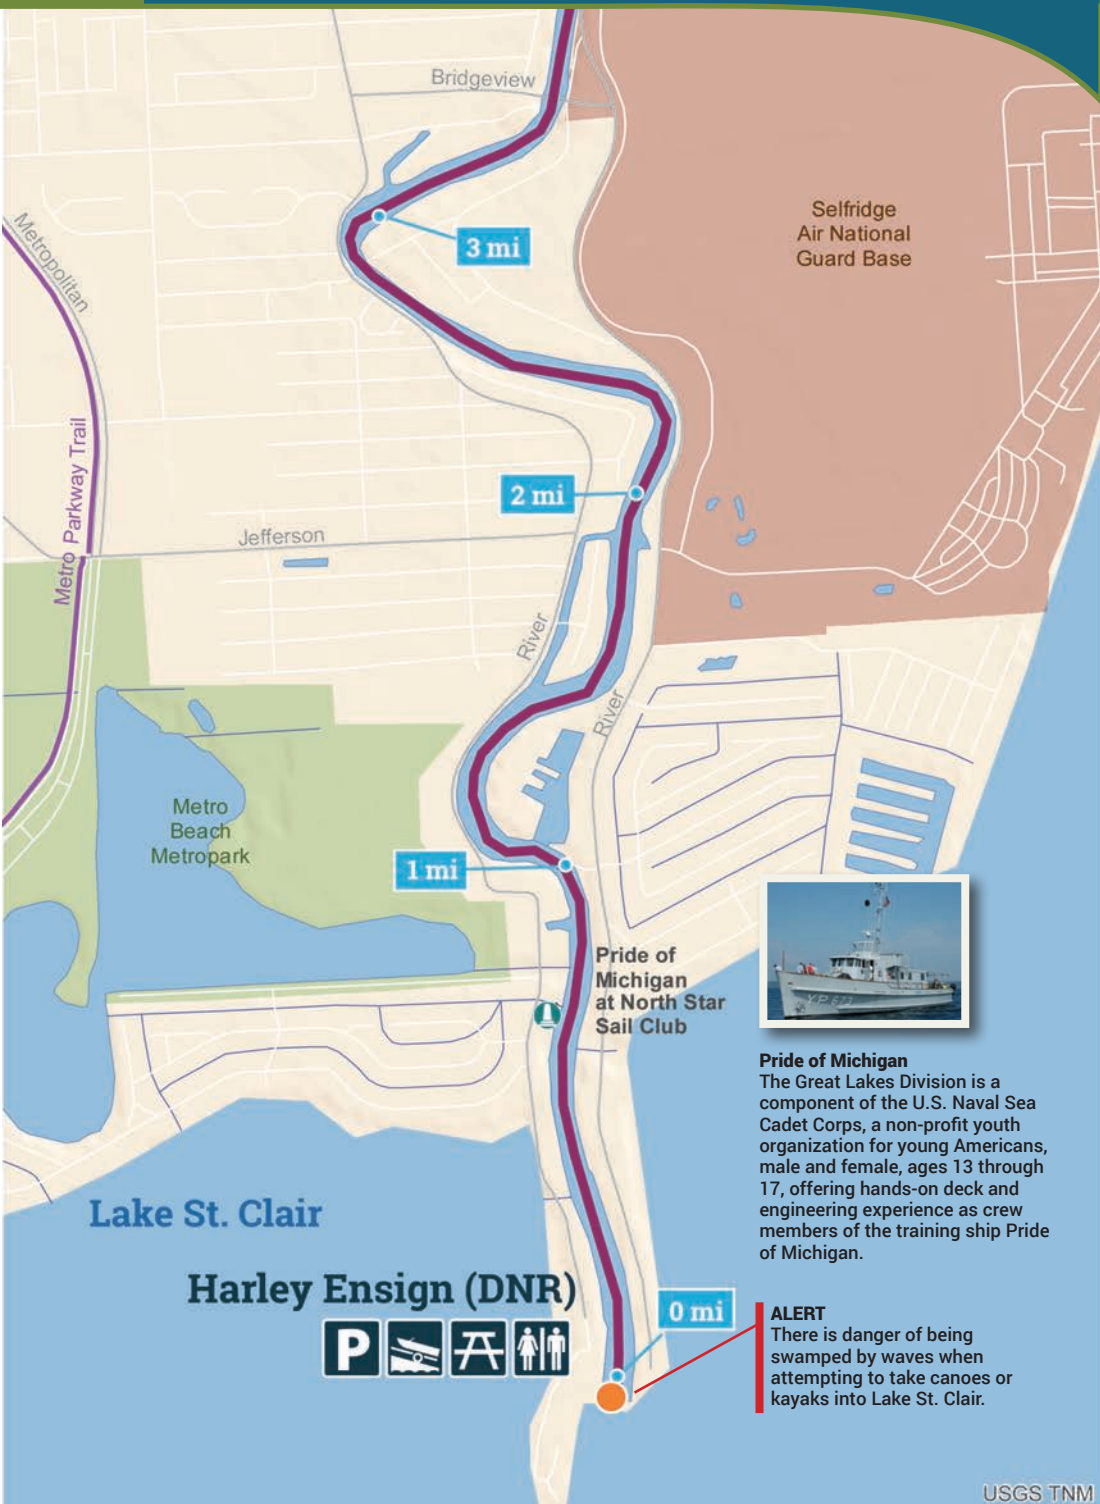 Bridgeview
Selfridge
Air National
Guard Base
Metropolitan
3 mi
Metro Parkway Trail
2 mi
Jefferson
River
River
Metro
Beach
Metropark
1 mi
Pride of
Michigan
at North Star
Sail Club
YP 673
Pride of Michigan
The Great Lakes Division is a
component of the U.S. Naval Sea
Cadet Corps, a non-profit youth
organization for young Americans,
male and female, ages 13 through
17, offering hands-on deck and
engineering experience as crew
members of the training ship Pride
of Michigan.
Lake St. Clair
Harley Ensign (DNR)
P
0 mi
ALERT
There is danger of being
swamped by waves when
attempting to take canoes or
kayaks into Lake St. Clair.
USGS TNM